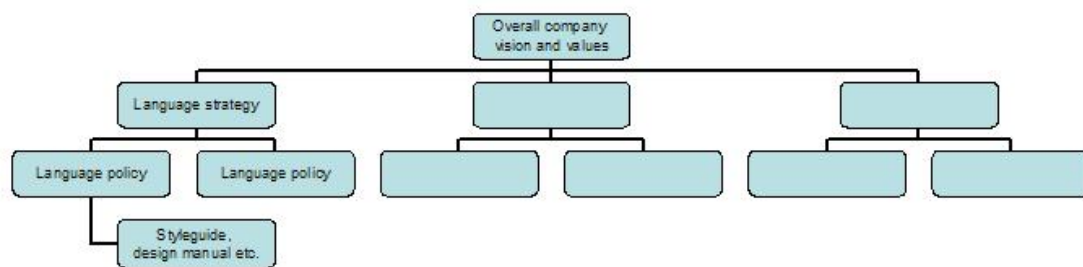 Overall company
vision and values
Language strategy
Language policy
Language policy
Styleguide,
design manual etc.